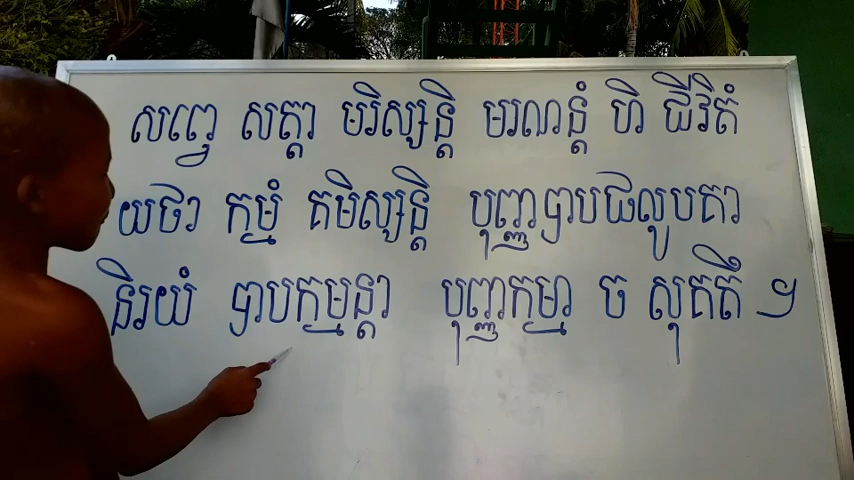 សព្វេ សត្តា មរិស្សន្តិ មរណន្តំ ហិ ជីវិតំ
យថា កម្មំ គមិស្សន្តិ បុញ្ញបាបផលូបគា
និរយំ បាបកម្មន្តា បុញ្ញកម្មា ច សុគតឹ ។